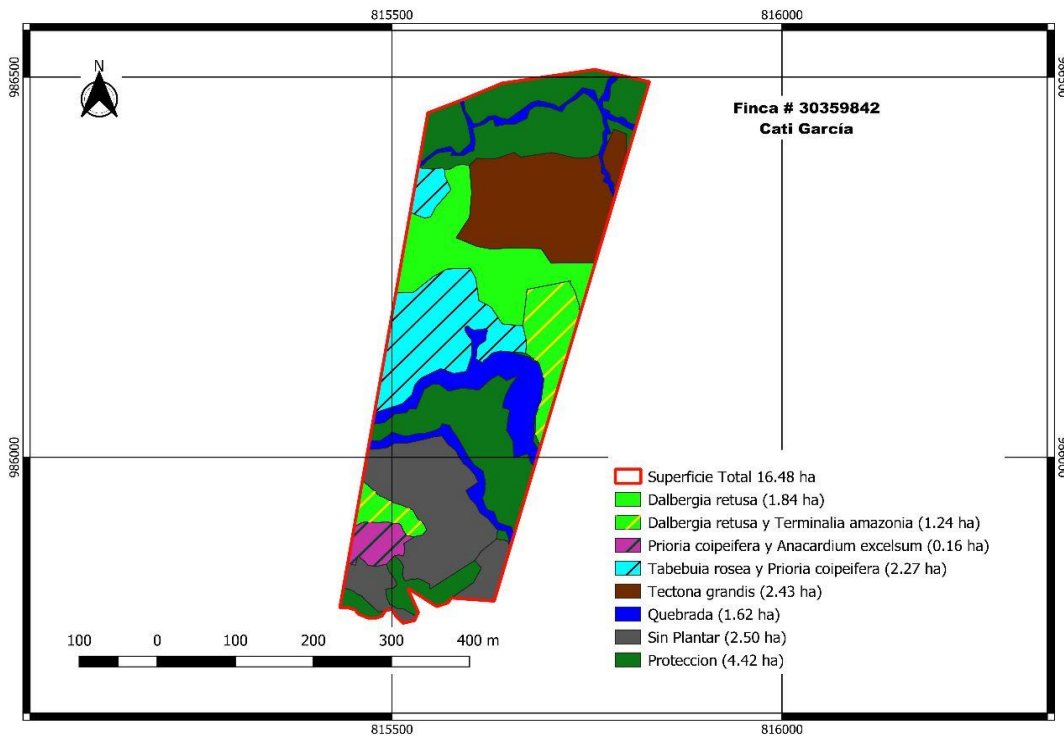 815500
816000
986500
986500
N
Finca # 30359842
Cati García
986000
986000
Superficie Total 16.48 ha
Dalbergia retusa (1.84 ha)
Dalbergia retusa y Terminalia amazonia (1.24 ha)
Prioria coipeifera y Anacardium excelsum (0.16 ha)
Tabebuia rosea y Prioria coipeifera (2.27 ha)
Tectona grandis (2.43 ha)
Quebrada (1.62 ha)
Sin Plantar (2.50 ha)
Proteccion (4.42 ha)
100 0 100 200 300 400 m
815500
816000